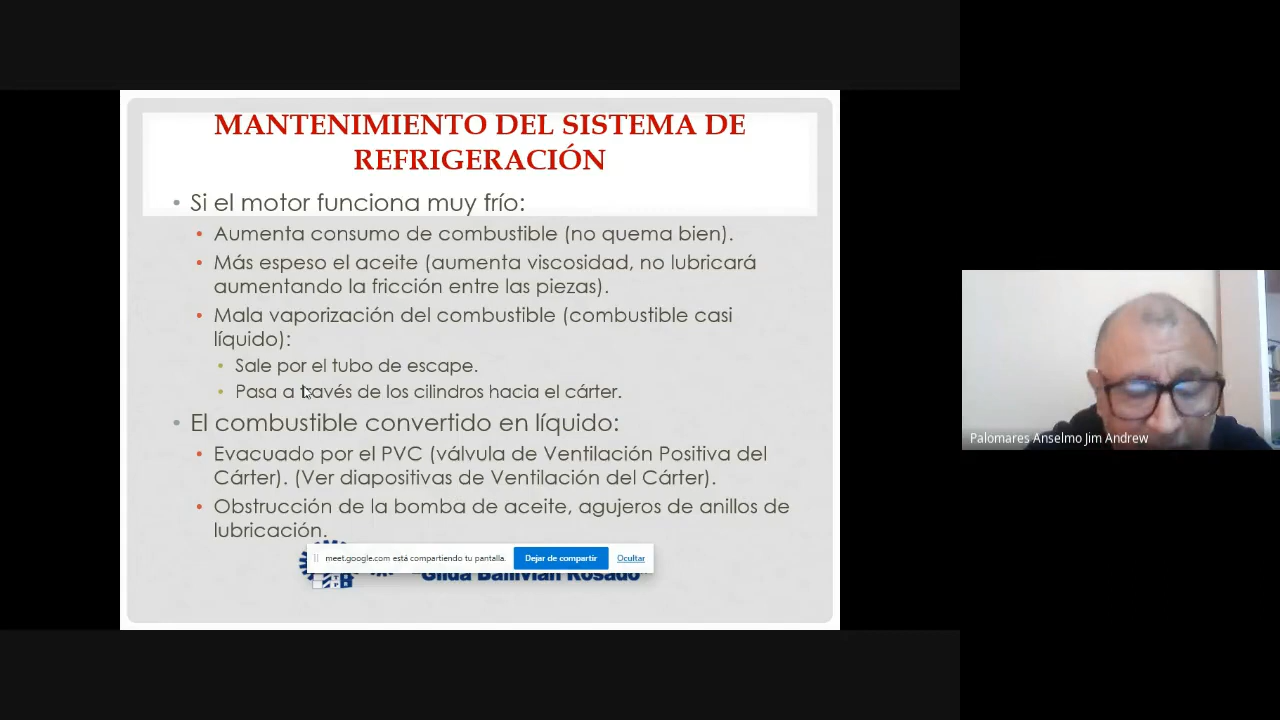 MANTENIMIENTO DEL SISTEMA DE
REFRIGERACIÓN
• Si el motor funciona muy frío:
• Aumenta consumo de combustible (no quema bien).
• Más espeso el aceite (aumenta viscosidad, no lubricará
aumentando la fricción entre las piezas).
• Mala vaporización del combustible (combustible casi
líquido):
• Sale por el tubo de escape.
• Pasa a través de los cilindros hacia el cárter.
• El combustible convertido en líquido:
• Evacuado por el PVC (válvula de Ventilación Positiva del
Cárter). (Ver diapositivas de Ventilación del Cárter).
• Obstrucción de la bomba de aceite, agujeros de anillos de
lubricación.
meet.google.com está compartiendo tu pantalla.
Dejar de compartir
Ocultar
"Gilda Ballivian Rosado"
Palomares Anselmo Jim Andrew